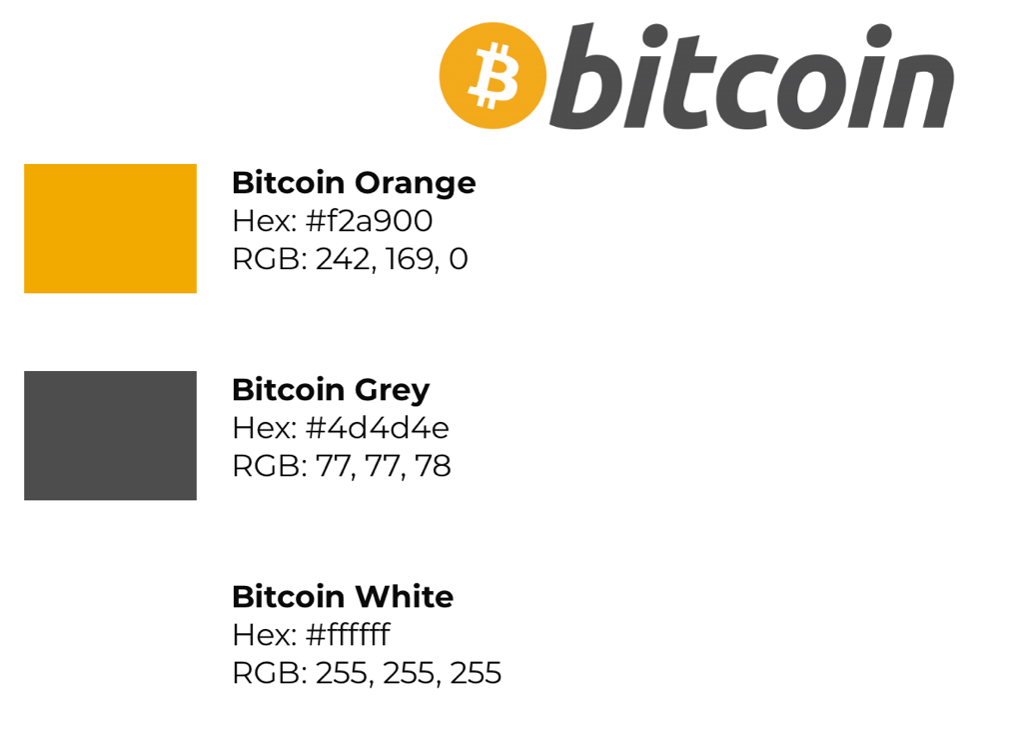 bitcoin
Bitcoin Orange
Hex: #f2a900
RGB: 242, 169, 0
Bitcoin Grey
Hex: #4d4d4e
RGB: 77, 77, 78
Bitcoin White
Hex: #ffffff
RGB: 255, 255, 255